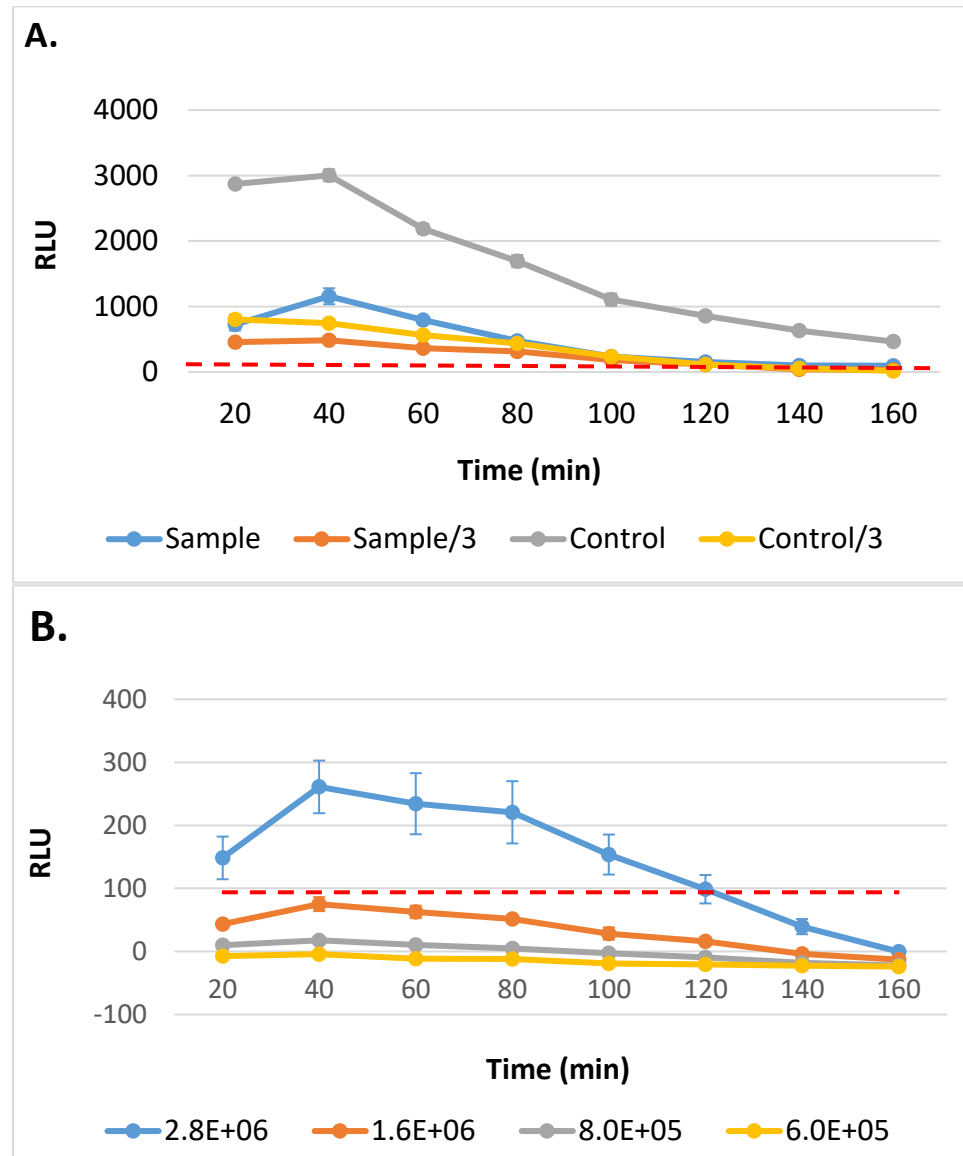 A.
4000
3000
2000
1000
0
RLU
20 40 60 80 100 120 140 160
Time (min)
Sample Sample/3 Control Control/3
B.
400
300
200
100
0
-100
RLU
20 40 60 80 100 120 140 160
Time (min)
2.8E+06 1.6E+06 8.0E+05 6.0E+05